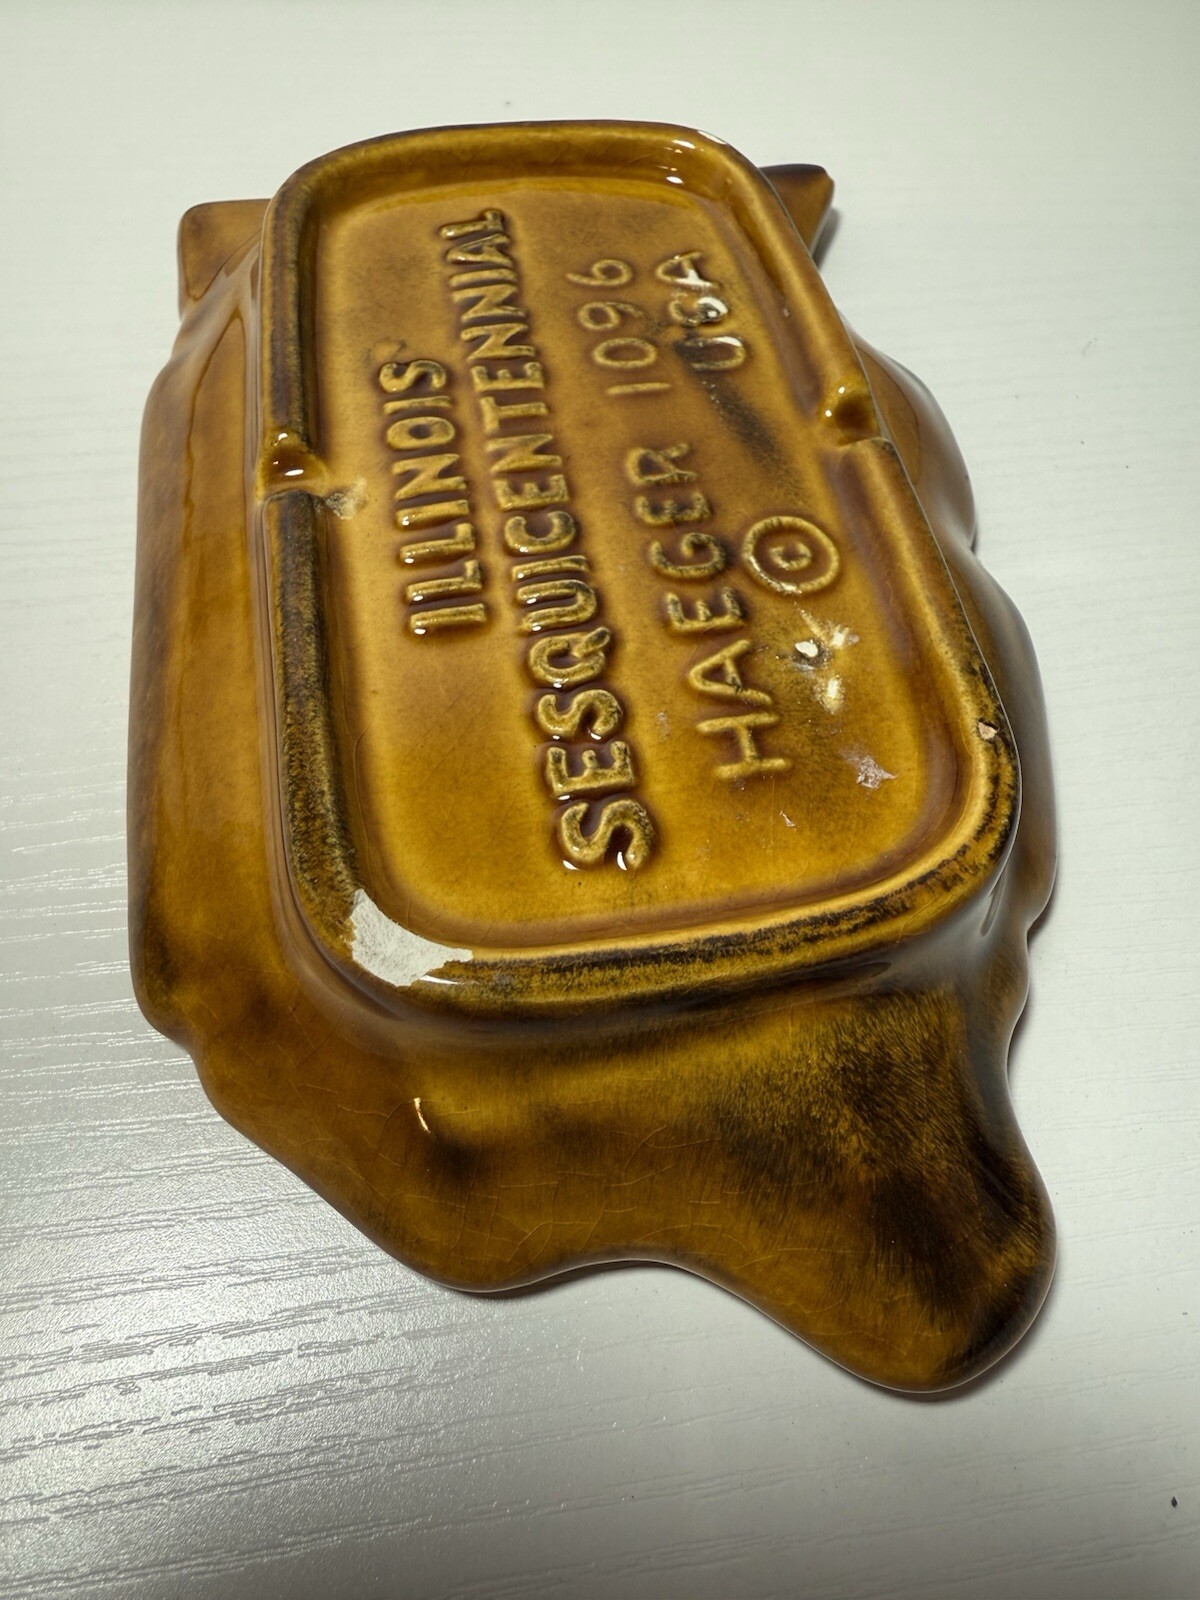 ILLINOIS
SESQUICENTENNIAL
HAEGER 1096
© USA